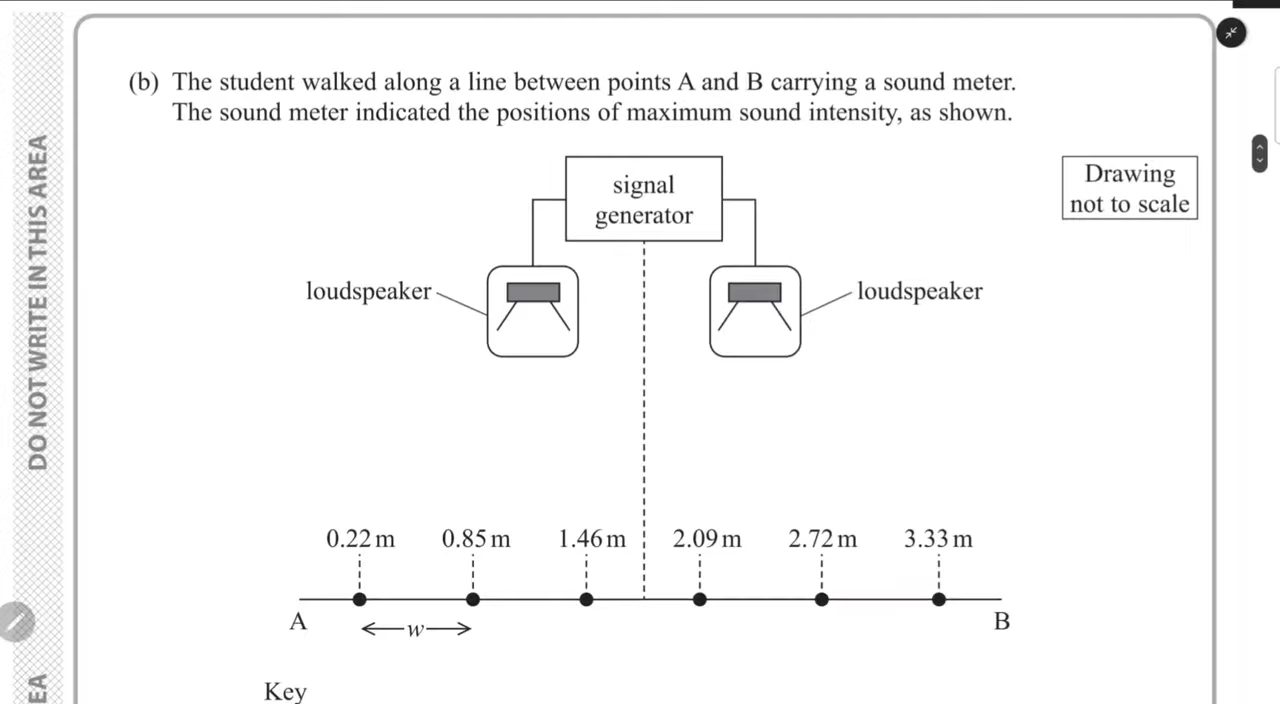 (b) The student walked along a line between points A and B carrying a sound meter.
The sound meter indicated the positions of maximum sound intensity, as shown.
signal
generator
Drawing
not to scale
loudspeaker
loudspeaker
0.22 m 0.85 m 1.46 m 2.09 m 2.72 m 3.33 m
A
B
w
Key
DO NOT WRITE IN THIS AREA
EA